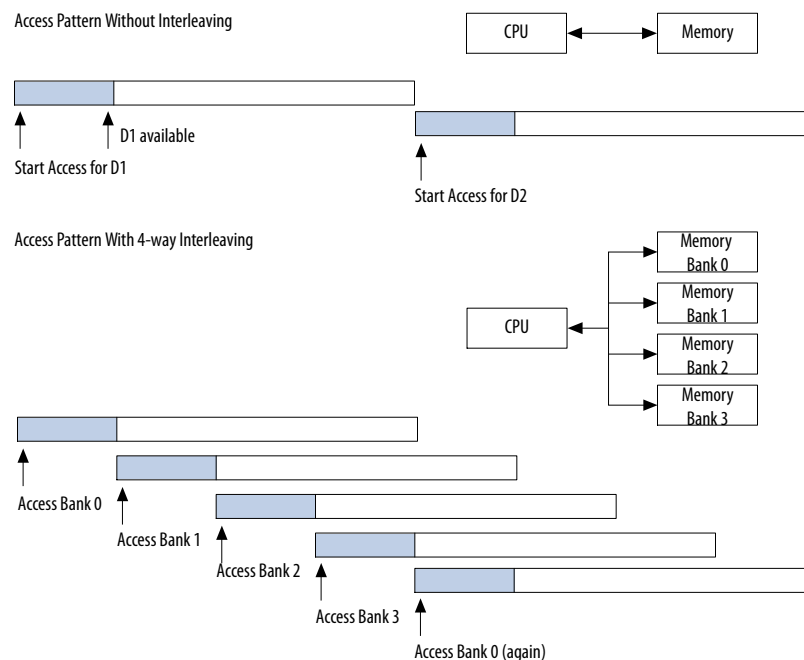 Access Pattern Without Interleaving
CPU
Memory
D1 available
Start Access for D1
Start Access for D2
Access Pattern With 4-way Interleaving
Memory
Bank 0
Memory
Bank 1
CPU
Memory
Bank 2
Memory
Bank 3
Access Bank 0
Access Bank 1
Access Bank 2
Access Bank 3
Access Bank 0 (again)